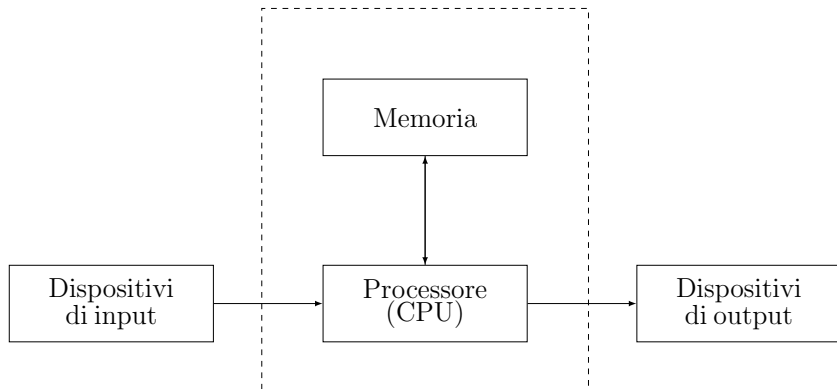 Memoria
Dispositivi
di input
Processore
(CPU)
Dispositivi
di output